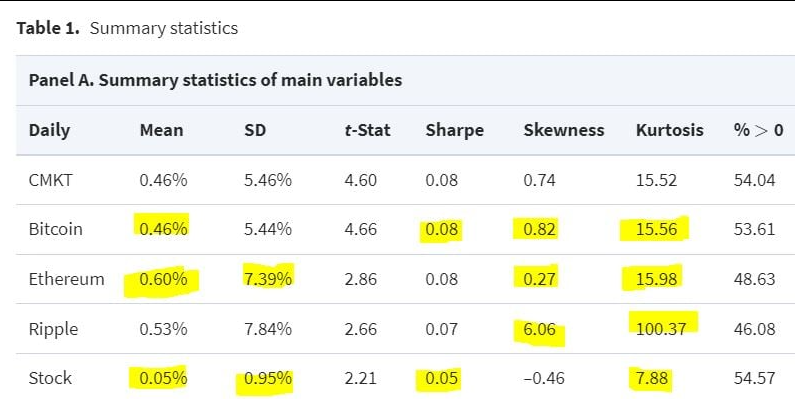 Table 1. Summary statistics
Panel A. Summary statistics of main variables
Daily Mean SD t-Stat Sharpe Skewness Kurtosis % > 0
CMKT 0.46% 5.46% 4.60 0.08 0.74 15.52 54.04
Bitcoin 0.46% 5.44% 4.66 0.08 0.82 15.56 53.61
Ethereum 0.60% 7.39% 2.86 0.08 0.27 15.98 48.63
Ripple 0.53% 7.84% 2.66 0.07 6.06 100.37 46.08
Stock 0.05% 0.95% 2.21 0.05 −0.46 7.88 54.57